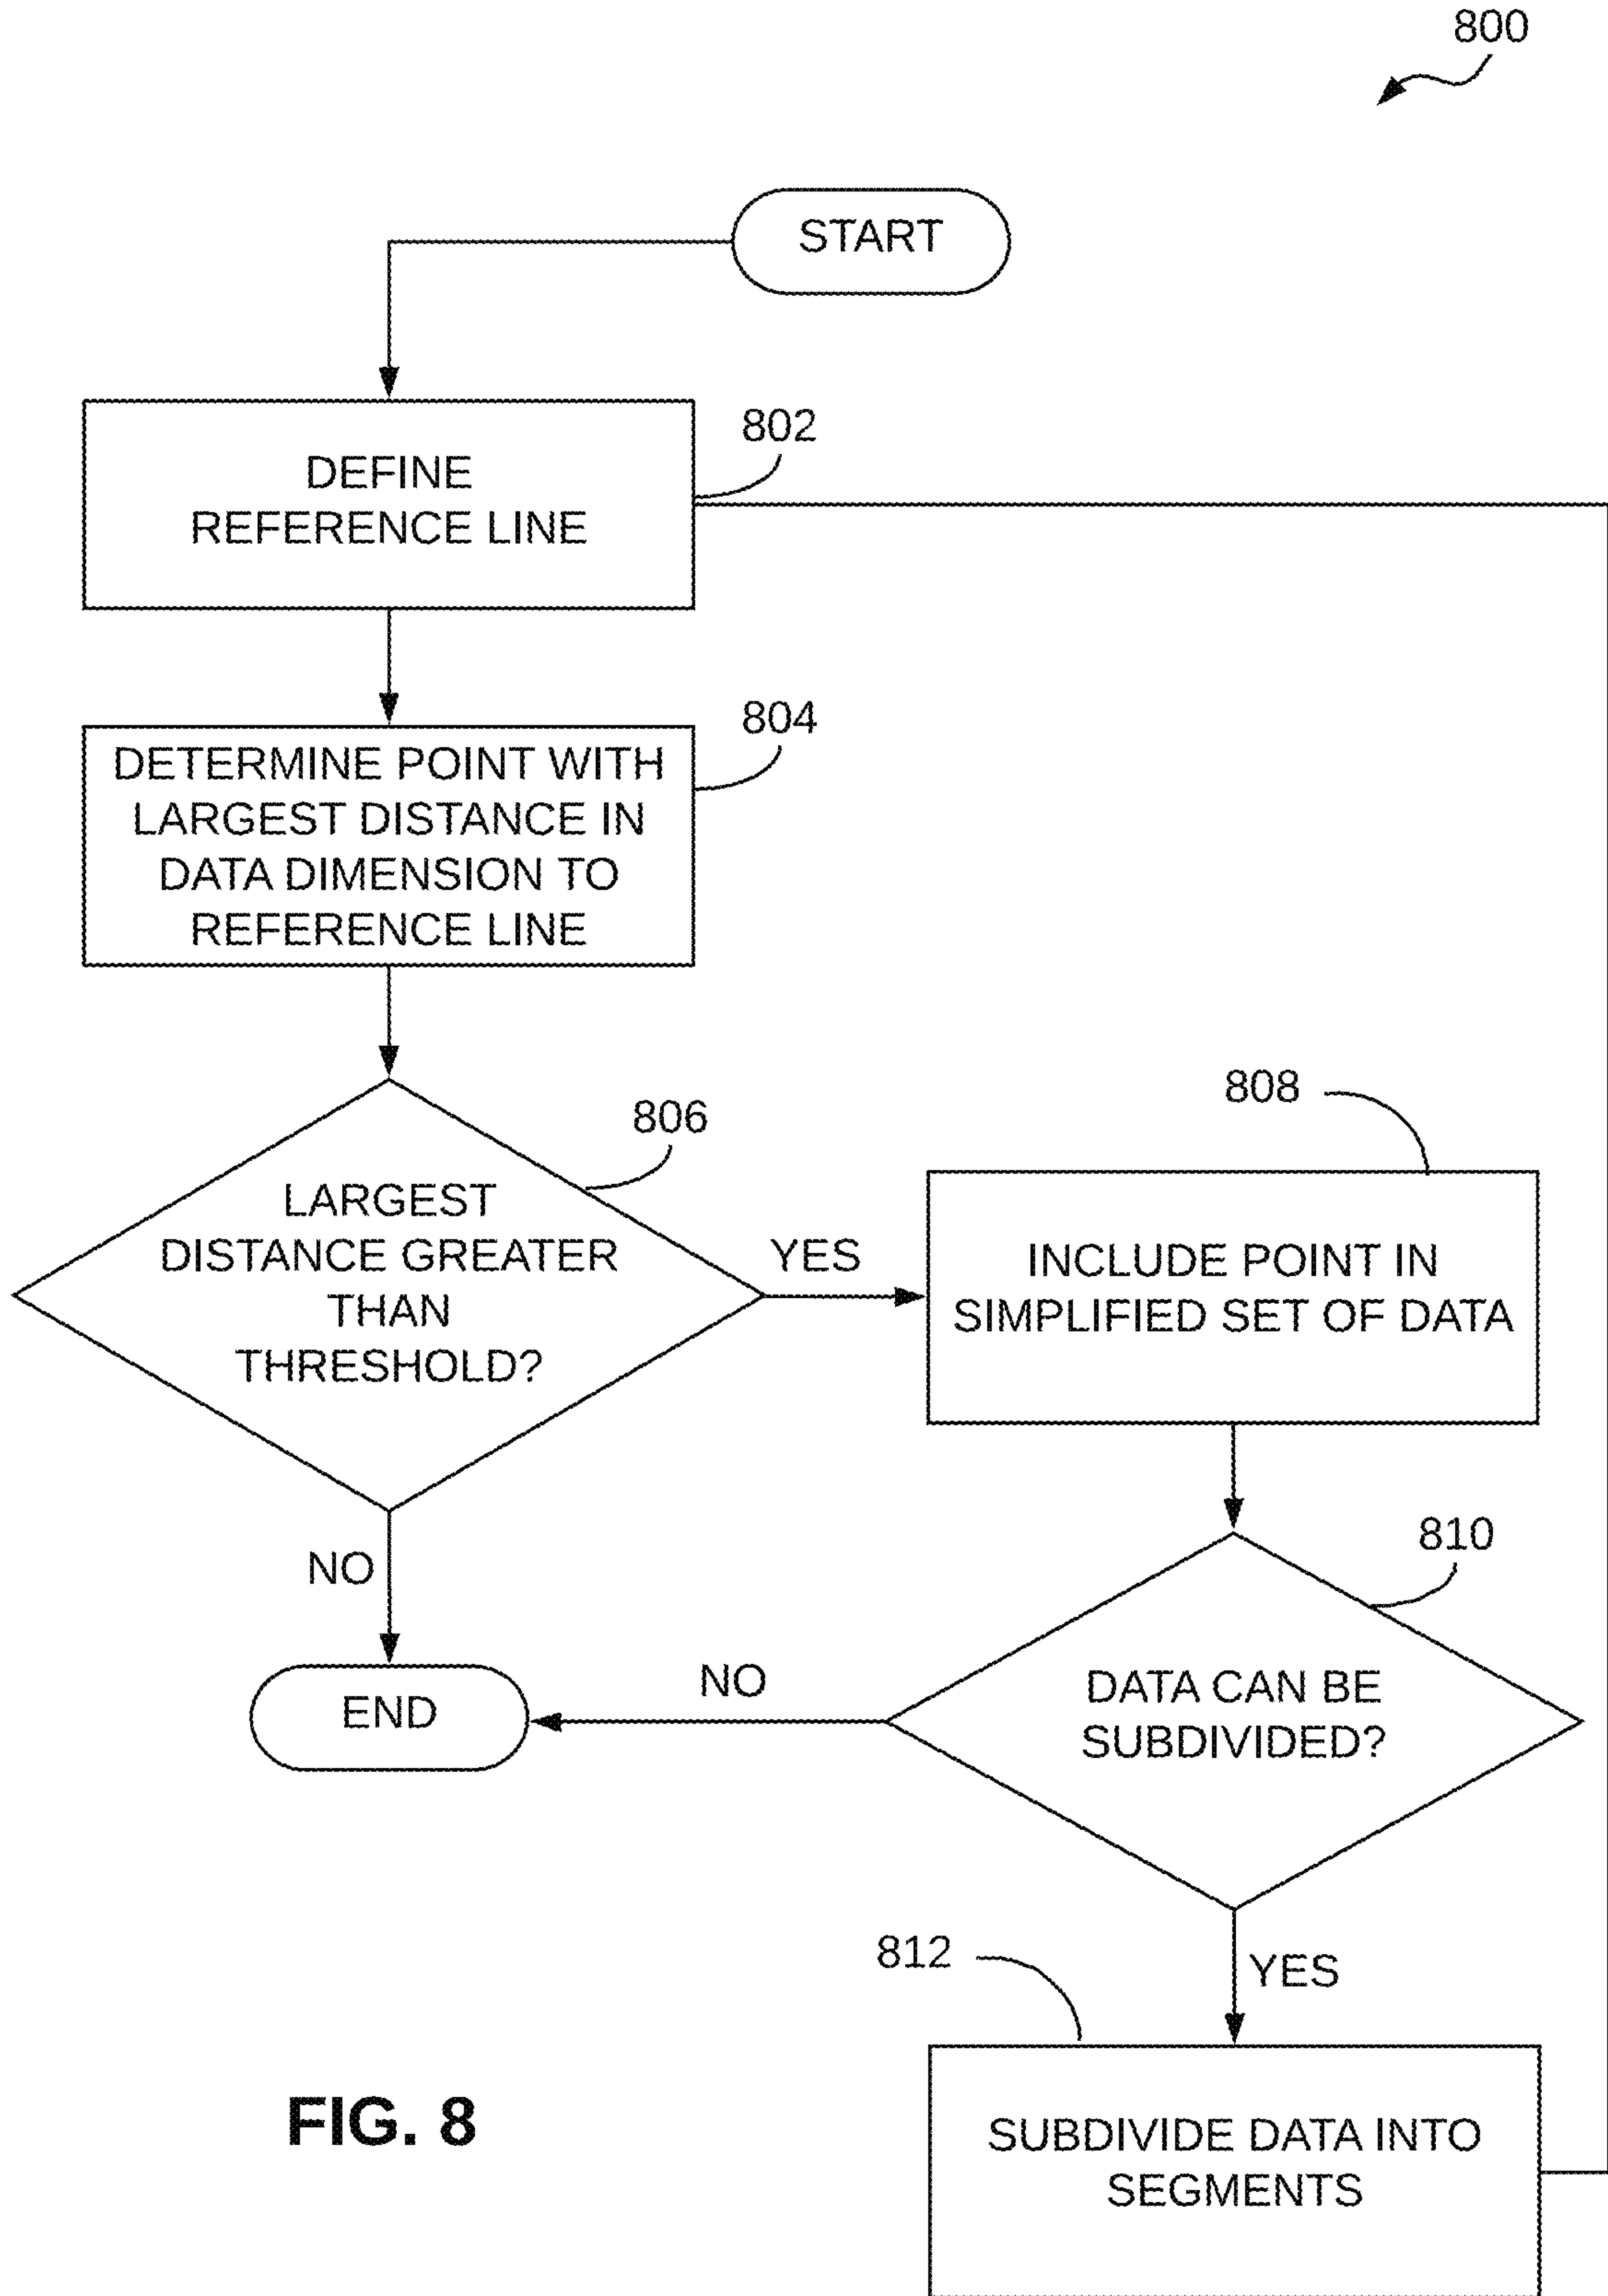 800
START
802
DEFINE
REFERENCE LINE
804
DETERMINE POINT WITH
LARGEST DISTANCE IN
DATA DIMENSION TO
REFERENCE LINE
806
LARGEST
DISTANCE GREATER
THAN
THRESHOLD?
YES
808
INCLUDE POINT IN
SIMPLIFIED SET OF DATA
NO
810
DATA CAN BE
SUBDIVIDED?
NO
END
YES
812
SUBDIVIDE DATA INTO
SEGMENTS
FIG. 8